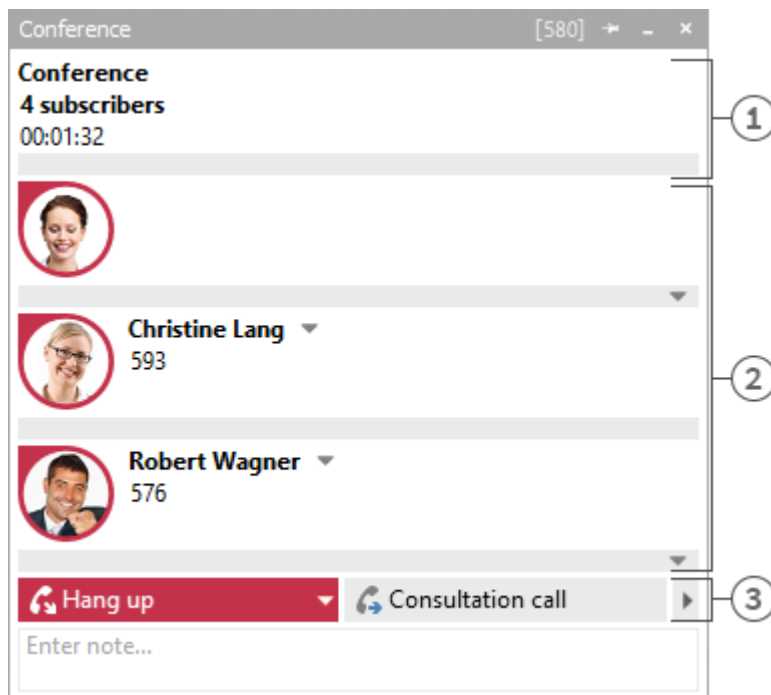 Conference [580]
Conference
4 subscribers
00:01:32
1
Christine Lang
593
2
Robert Wagner
576
Hang up Consultation call
3
Enter note...